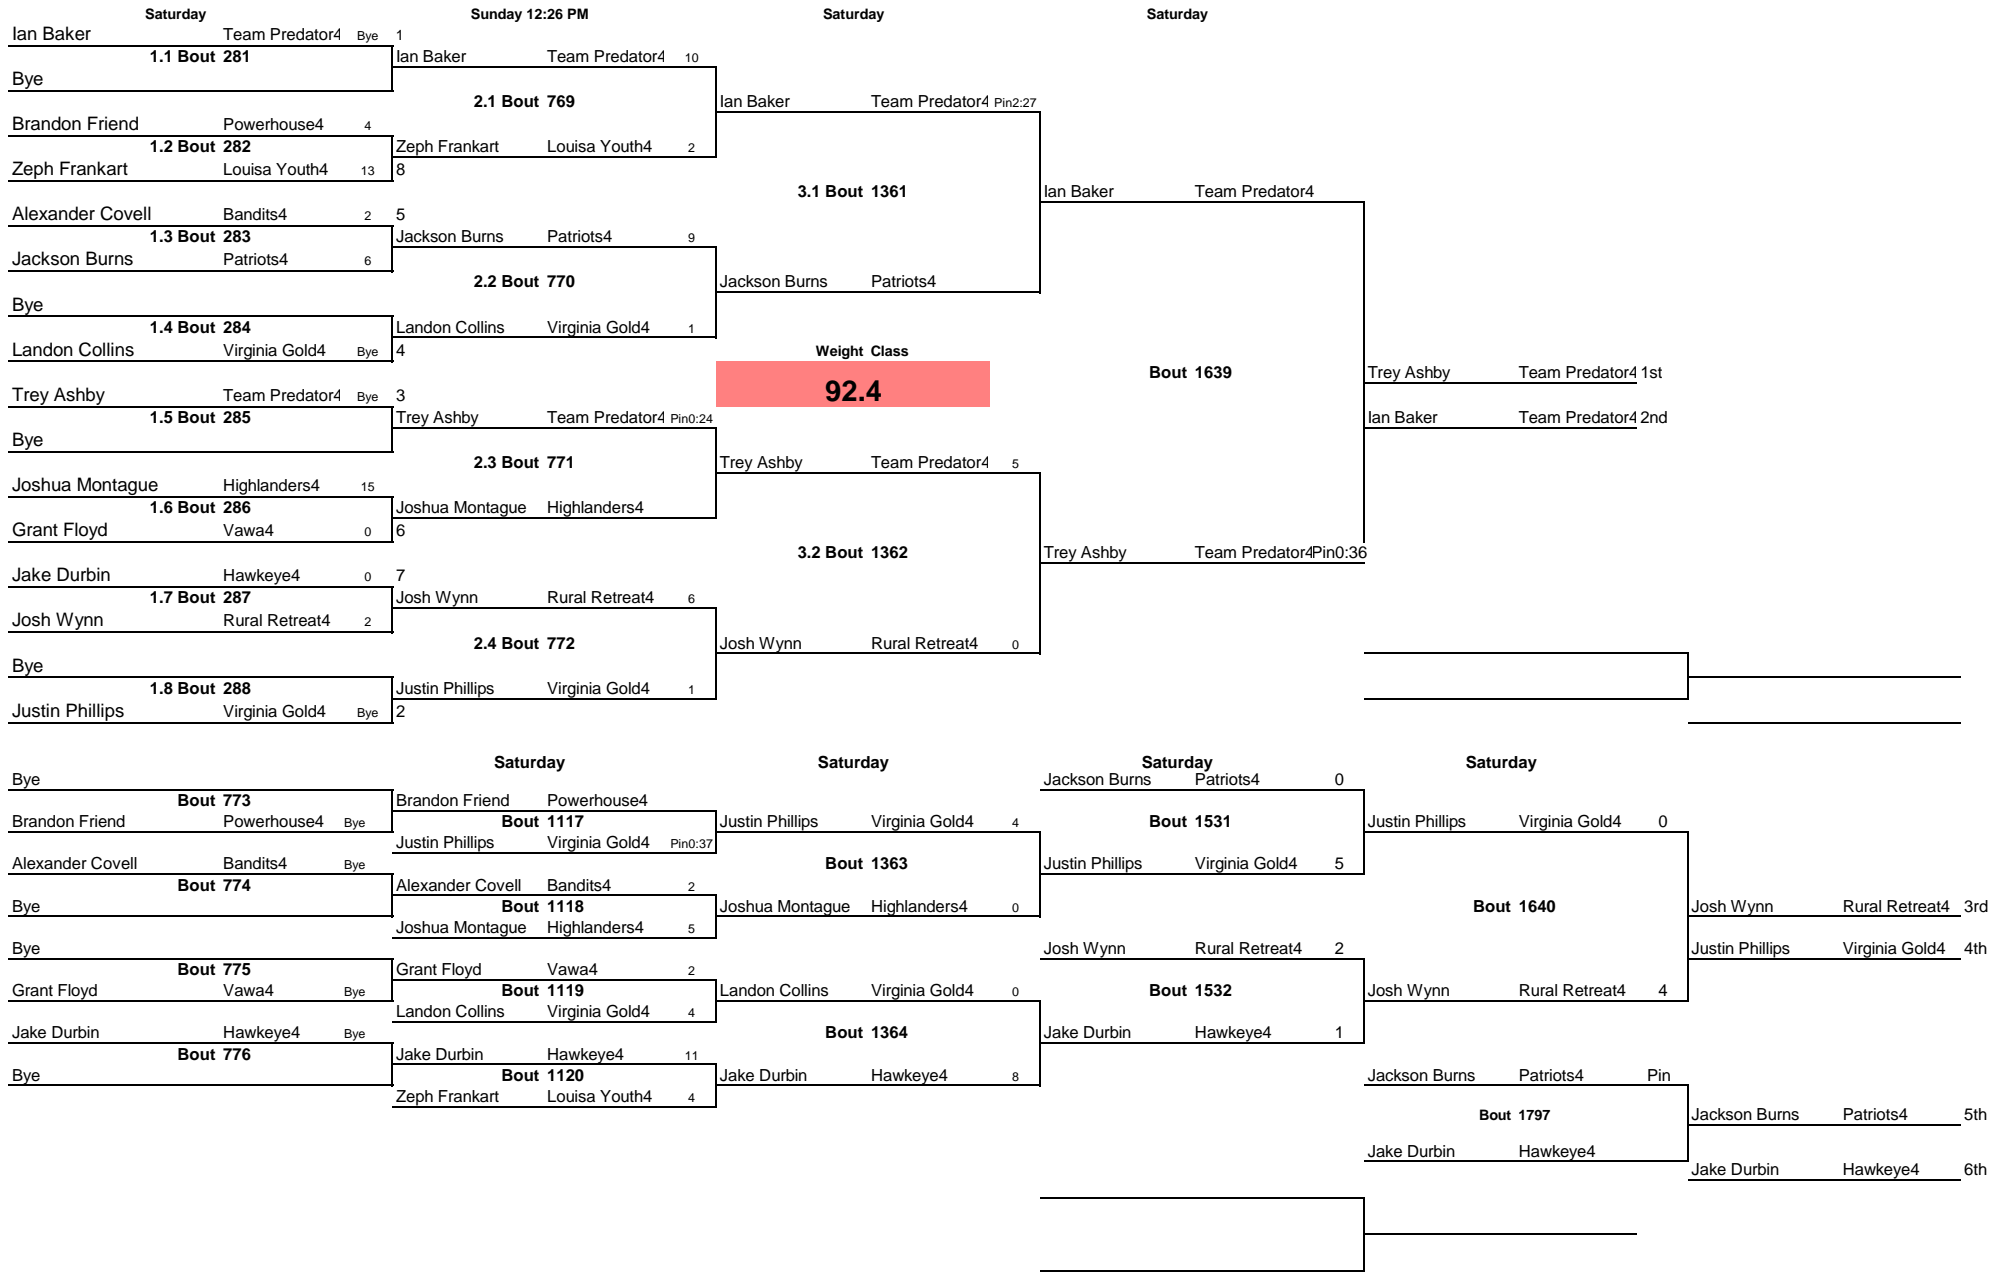 Saturday Sunday 12:26 PM Saturday Saturday
Ian Baker Team Predator4 Bye 1
1.1 Bout 281 Ian Baker Team Predator4 10
Bye
2.1 Bout 769 Ian Baker Team Predator4 Pin2:27
Brandon Friend Powerhouse4 4
1.2 Bout 282 Zeph Frankart Louisa Youth4 2
Zeph Frankart Louisa Youth4 13 8
3.1 Bout 1361 Ian Baker Team Predator4
Alexander Covell Bandits4 2 5
1.3 Bout 283 Jackson Burns Patriots4 9
Jackson Burns Patriots4 6
2.2 Bout 770 Jackson Burns Patriots4
Bye
1.4 Bout 284 Landon Collins Virginia Gold4 1
Landon Collins Virginia Gold4 Bye 4 Weight Class
Bout 1639 Trey Ashby Team Predator4 1st
Trey Ashby Team Predator4 Bye 3 92.4
1.5 Bout 285 Trey Ashby Team Predator4 Pin0:24 Ian Baker Team Predator4 2nd
Bye
2.3 Bout 771 Trey Ashby Team Predator4 5
Joshua Montague Highlanders4 15
1.6 Bout 286 Joshua Montague Highlanders4
Grant Floyd Vawa4 0 6
3.2 Bout 1362 Trey Ashby Team Predator4 Pin0:36
Jake Durbin Hawkeye4 0 7
1.7 Bout 287 Josh Wynn Rural Retreat4 6
Josh Wynn Rural Retreat4 2
2.4 Bout 772 Josh Wynn Rural Retreat4 0
Bye
1.8 Bout 288 Justin Phillips Virginia Gold4 1
Justin Phillips Virginia Gold4 Bye 2
Saturday Saturday Saturday Saturday
Bye Jackson Burns Patriots4 0
Bout 773 Brandon Friend Powerhouse4
Brandon Friend Powerhouse4 Bye Bout 1117 Justin Phillips Virginia Gold4 4 Bout 1531 Justin Phillips Virginia Gold4 0
Justin Phillips Virginia Gold4 Pin0:37
Alexander Covell Bandits4 Bye Bout 1363 Justin Phillips Virginia Gold4 5
Bout 774 Alexander Covell Bandits4 2
Bye Bout 1118 Joshua Montague Highlanders4 0 Bout 1640 Josh Wynn Rural Retreat4 3rd
Joshua Montague Highlanders4 5
Bye Josh Wynn Rural Retreat4 2 Justin Phillips Virginia Gold4 4th
Bout 775 Grant Floyd Vawa4 2
Grant Floyd Vawa4 Bye Bout 1119 Landon Collins Virginia Gold4 0 Bout 1532 Josh Wynn Rural Retreat4 4
Landon Collins Virginia Gold4 4
Jake Durbin Hawkeye4 Bye Bout 1364 Jake Durbin Hawkeye4 1
Bout 776 Jake Durbin Hawkeye4 11
Bye Bout 1120 Jake Durbin Hawkeye4 8 Jackson Burns Patriots4 Pin
Zeph Frankart Louisa Youth4 4
Bout 1797 Jackson Burns Patriots4 5th
Jake Durbin Hawkeye4
Jake Durbin Hawkeye4 6th